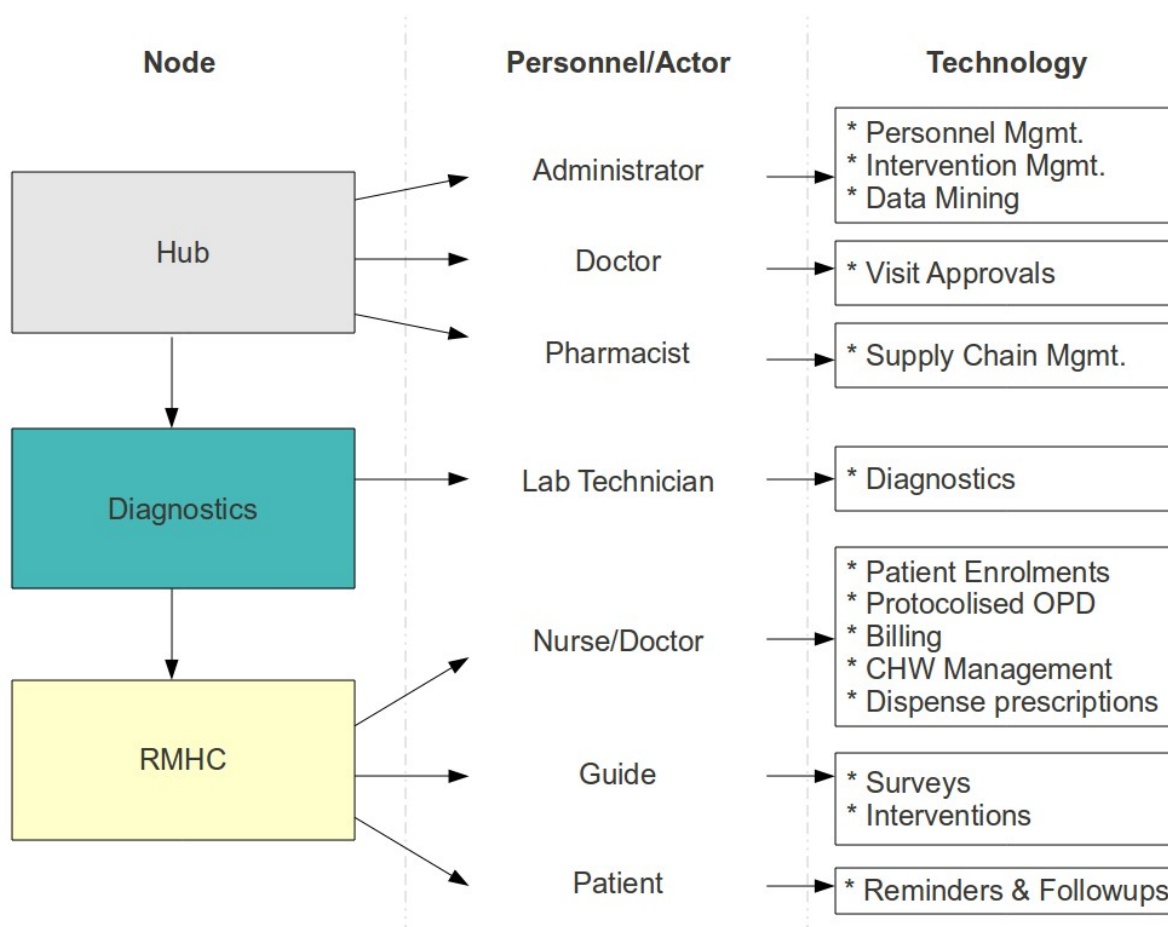 Node
Personnel/Actor
Technology
Hub
Administrator
* Personnel Mgmt.
* Intervention Mgmt.
* Data Mining
Doctor
* Visit Approvals
Pharmacist
* Supply Chain Mgmt.
Diagnostics
Lab Technician
* Diagnostics
RMHC
Nurse/Doctor
* Patient Enrolments
* Protocolised OPD
* Billing
* CHW Management
* Dispense prescriptions
Guide
* Surveys
* Interventions
Patient
* Reminders & Followups